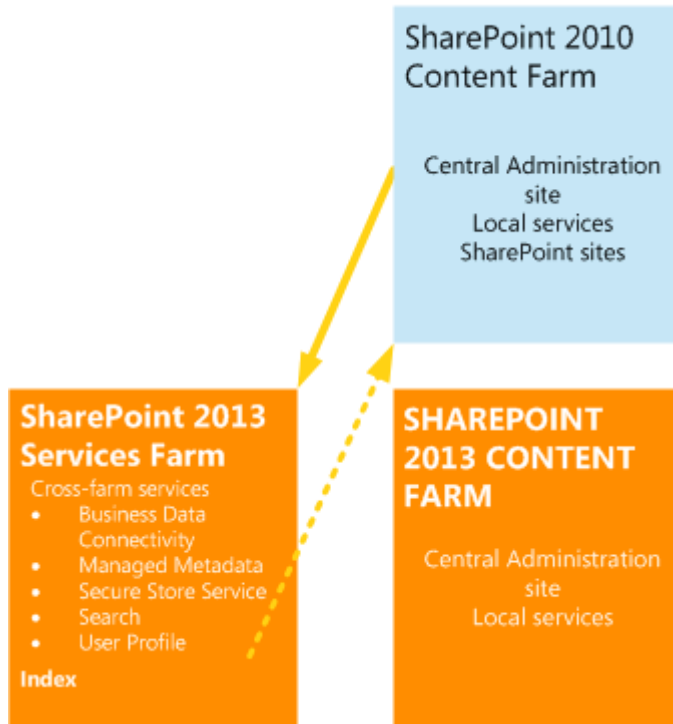 SharePoint 2010
Content Farm
Central Administration
site
Local services
SharePoint sites
SharePoint 2013
Services Farm
Cross-farm services
• Business Data
Connectivity
• Managed Metadata
• Secure Store Service
• Search
• User Profile
Index
SHAREPOINT
2013 CONTENT
FARM
Central Administration
site
Local services